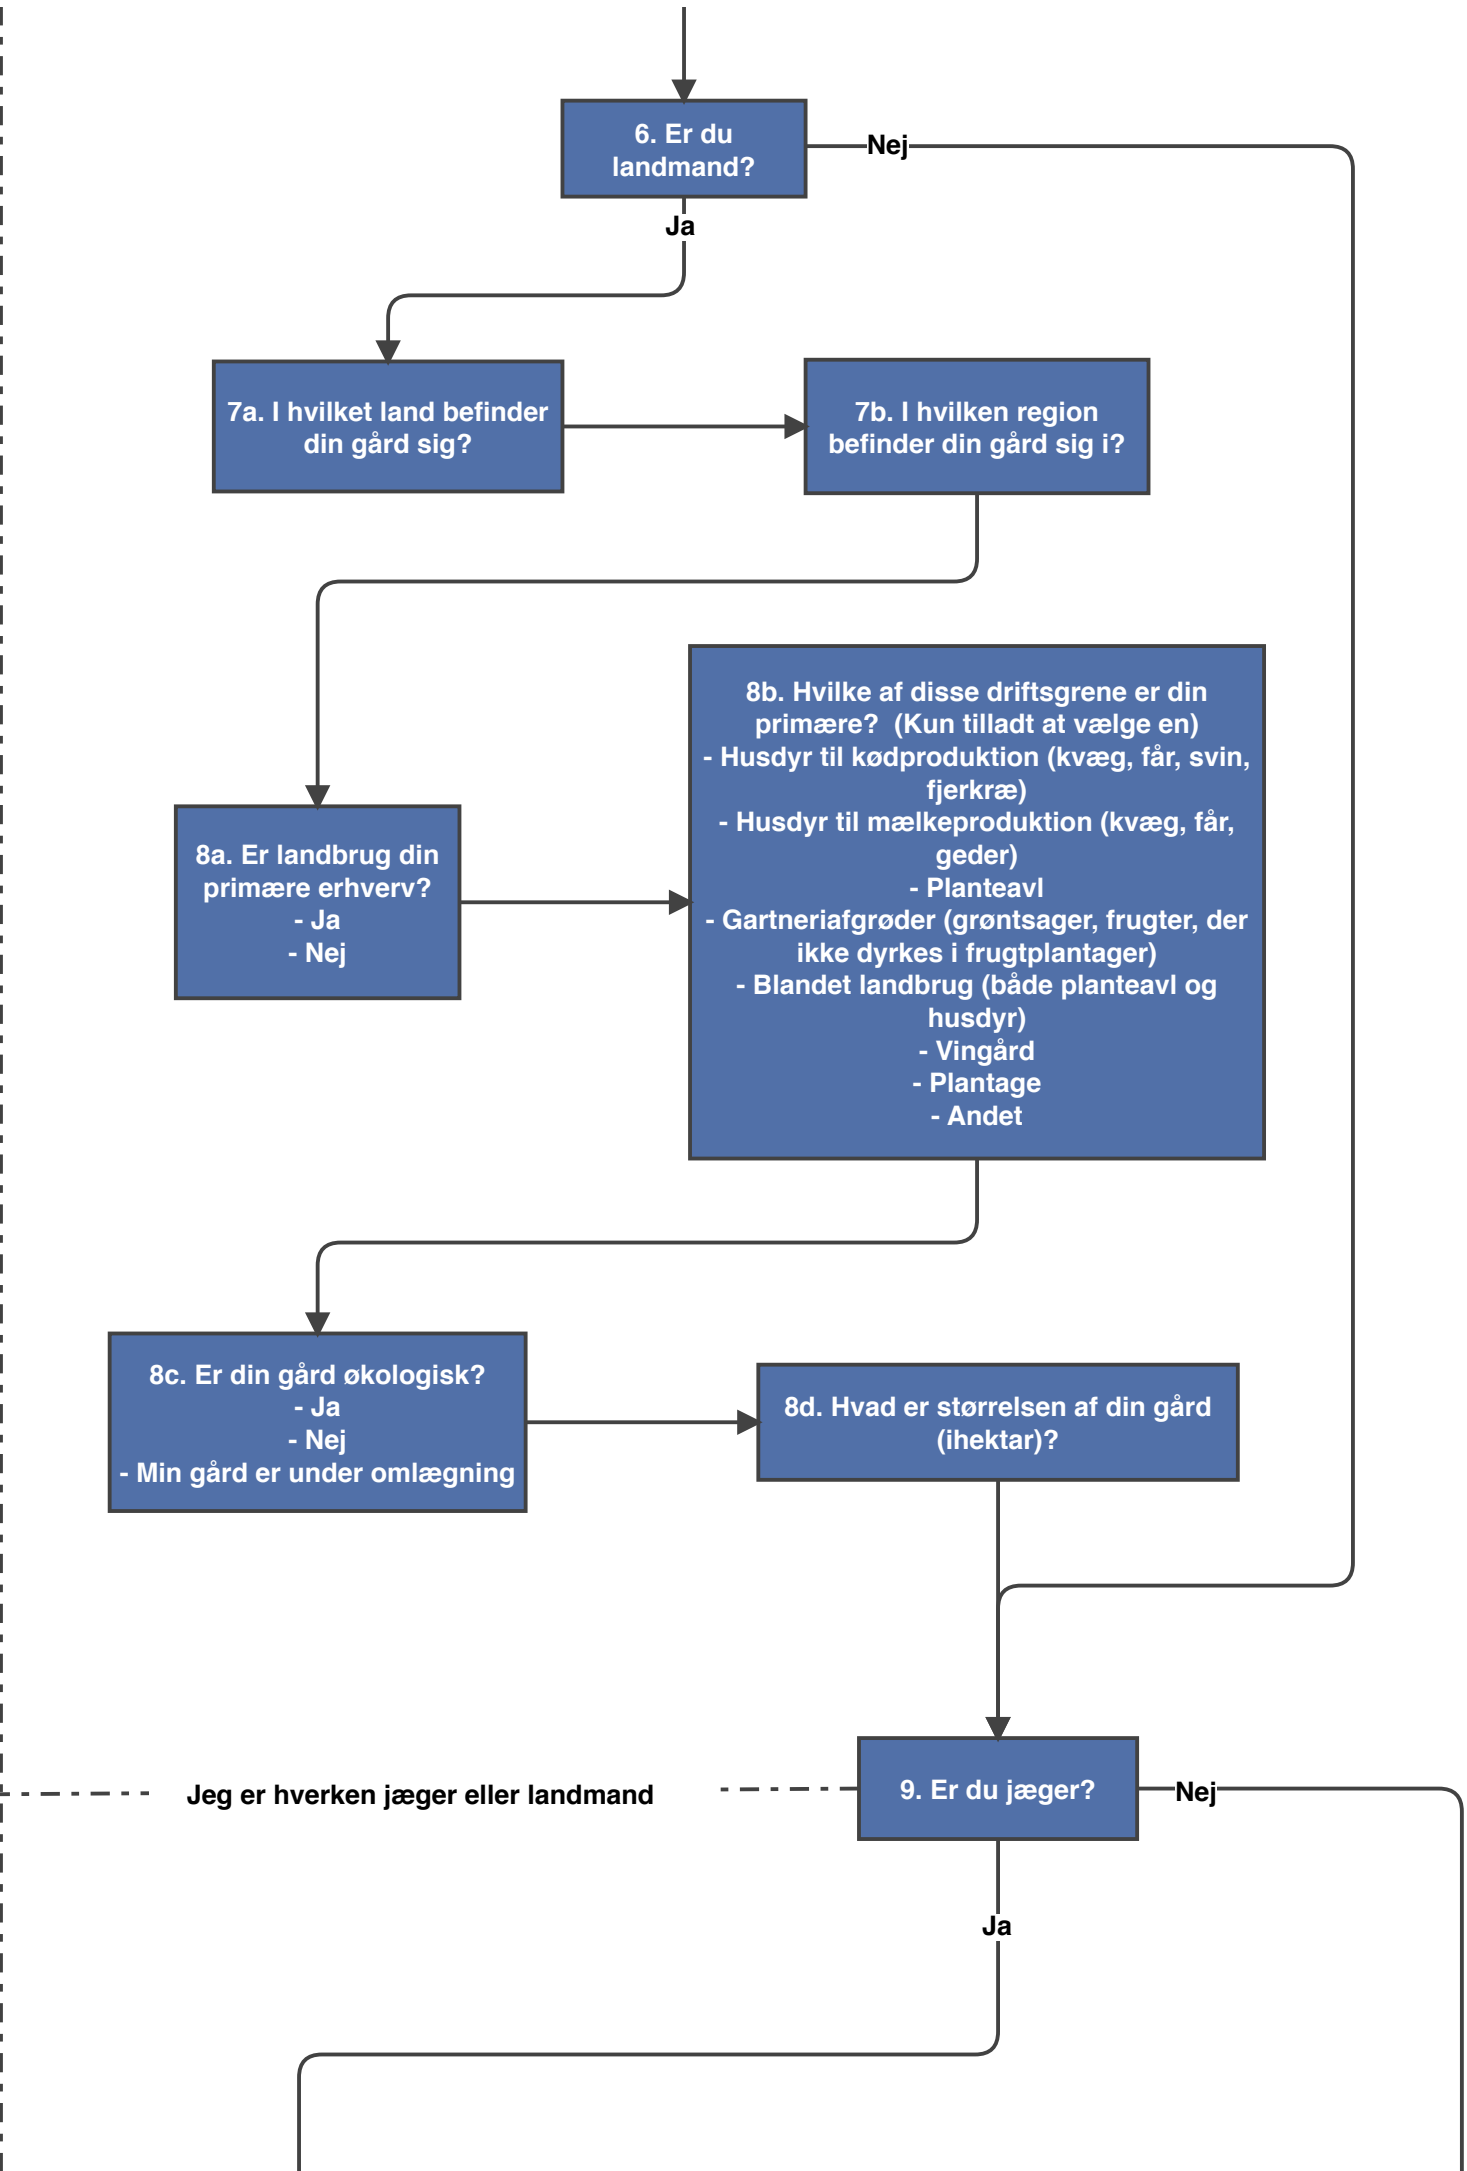 6. Er du
landmand?
Nej
Ja
7a. I hvilket land befinder
din gård sig?
7b. I hvilken region
befinder din gård sig i?
8b. Hvilke af disse driftsgrene er din
primære?  (Kun tilladt at vælge en)
- Husdyr til kødproduktion (kvæg, får, svin,
fjerkræ)
- Husdyr til mælkeproduktion (kvæg, får,
geder)
- Planteavl
- Gartneriafgrøder (grøntsager, frugter, der
ikke dyrkes i frugtplantager)
- Blandet landbrug (både planteavl og
husdyr)
- Vingård
- Plantage
- Andet
8a. Er landbrug din
primære erhverv?
- Ja
- Nej
8c. Er din gård økologisk?
- Ja
- Nej
- Min gård er under omlægning
8d. Hvad er størrelsen af din gård
(ihektar)?
Jeg er hverken jæger eller landmand
9. Er du jæger?
Nej
Ja